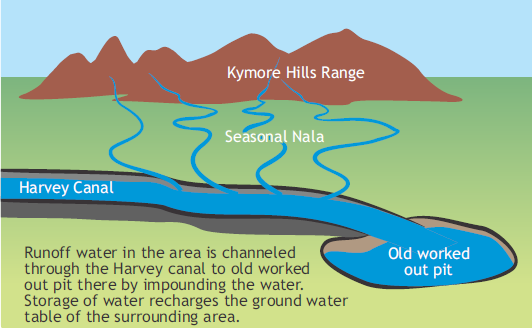 Kymore Hills Range
Seasonal Nala
Harvey Canal
Old worked
out pit
Runoff water in the area is channeled
through the Harvey canal to old worked
out pit there by impounding the water.
Storage of water recharges the ground water
table of the surrounding area.